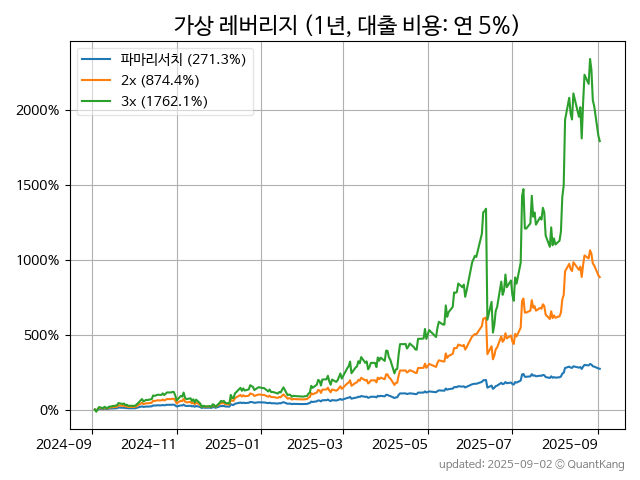 가상 레버리지 (1년, 대출 비용: 연 5%)
파마리서치 (271.3%)
2x (874.4%)
3x (1762.1%)
2000%
1500%
1000%
500%
0%
2024-09 2024-11 2025-01 2025-03 2025-05 2025-07 2025-09
updated: 2025-09-02 © QuantKang